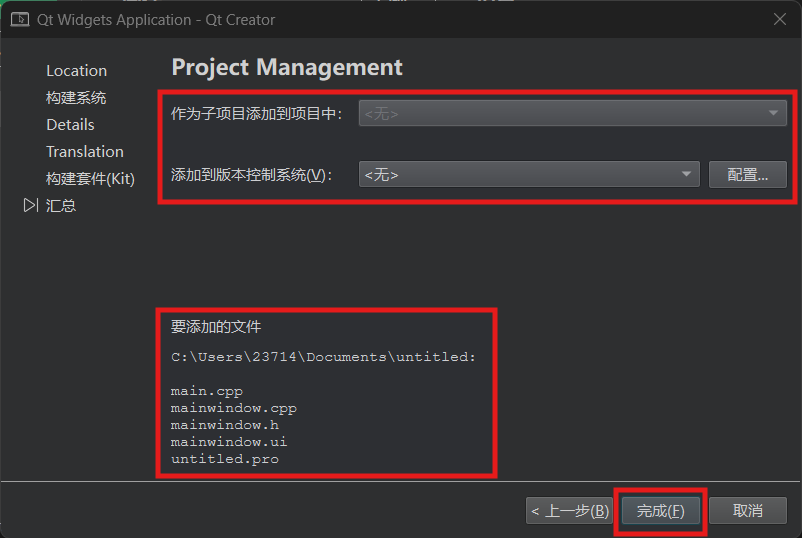 Qt Widgets Application - Qt Creator
Location
构建系统
Details
Translation
构建套件(Kit)
汇总
Project Management
作为子项目添加到项目中：
<无>
添加到版本控制系统(V)：
<无>
配置...
要添加的文件
C:\Users\23714\Documents\untitled:
main.cpp
mainwindow.cpp
mainwindow.h
mainwindow.ui
untitled.pro
< 上一步(B)
完成(F)
取消